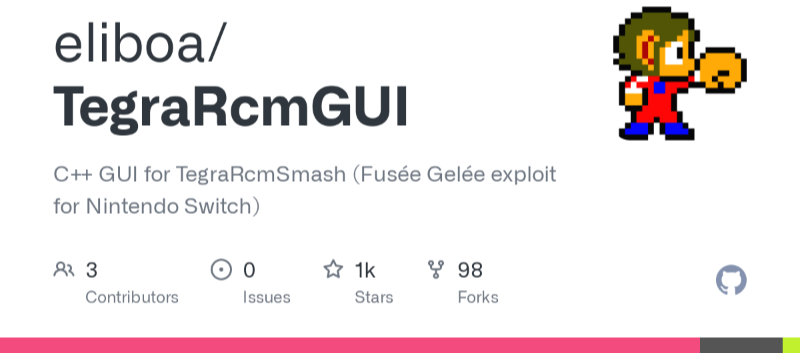 eliboa/
TegraRcmGUI
C++ GUI for TegraRcmSmash (Fusée Gelée exploit
for Nintendo Switch)
3 0 1k 98
Contributors Issues Stars Forks